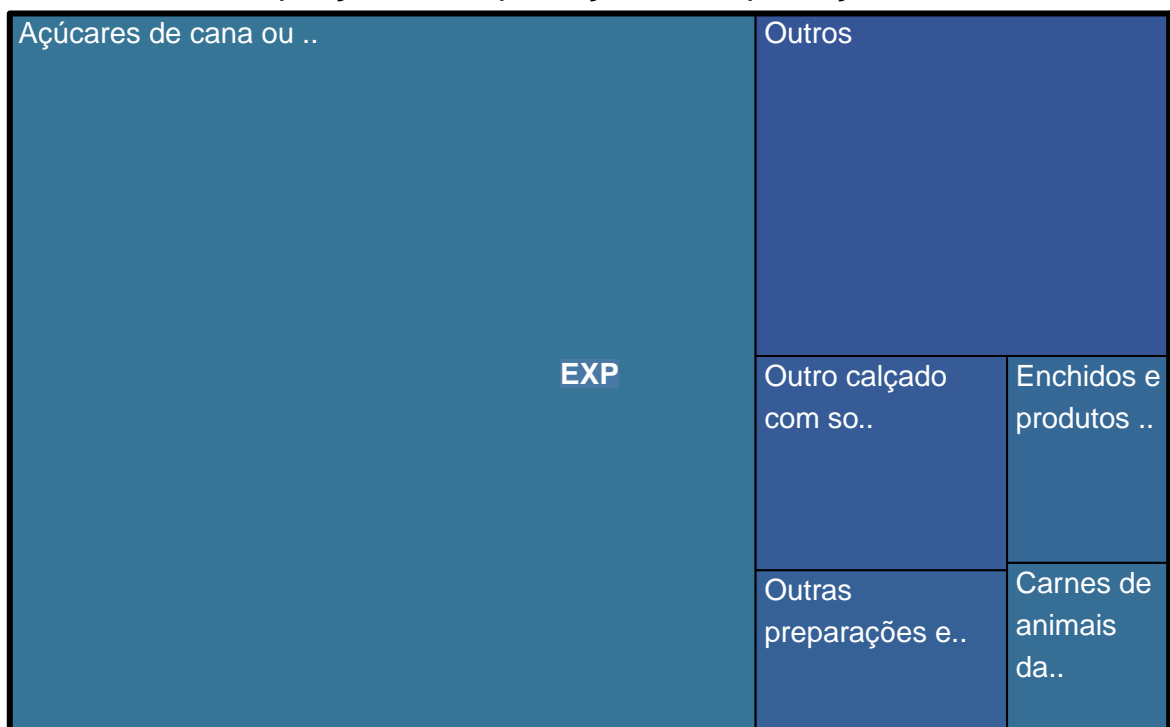 Açúcares de cana ou ..
Outros
EXP
Outro calçado
com so..
Enchidos e
produtos ..
Outras
preparações e..
Carnes de
animais
da..